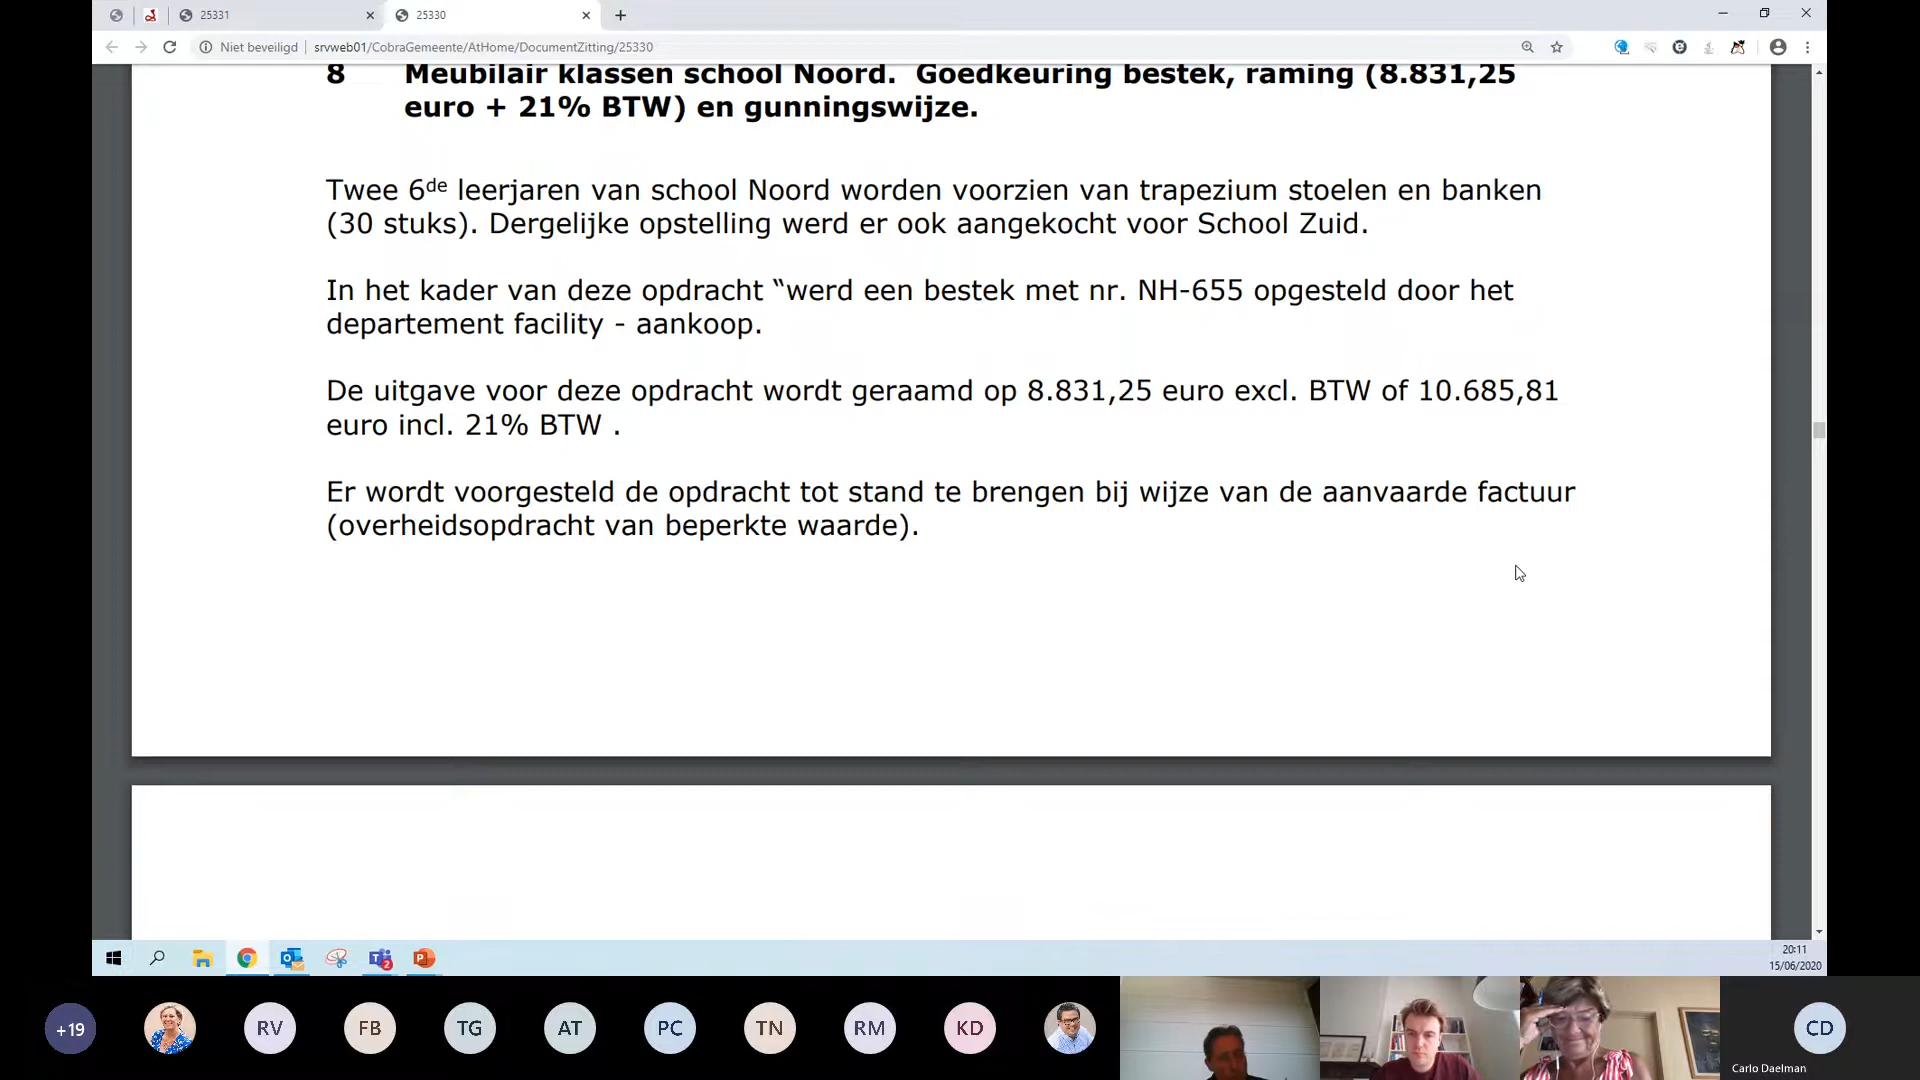 25331
25330
Niet beveiligd
srvweb01/CobraGemeente/AtHome/DocumentZitting/25330
8 Meubilair klassen school Noord. Goedkeuring bestek, raming (8.831,25
euro + 21% BTW) en gunningswijze.
Twee 6de leerjaren van school Noord worden voorzien van trapezium stoelen en banken
(30 stuks). Dergelijke opstelling werd er ook aangekocht voor School Zuid.
In het kader van deze opdracht “werd een bestek met nr. NH-655 opgesteld door het
departement facility - aankoop.
De uitgave voor deze opdracht wordt geraamd op 8.831,25 euro excl. BTW of 10.685,81
euro incl. 21% BTW .
Er wordt voorgesteld de opdracht tot stand te brengen bij wijze van de aanvaarde factuur
(overheidsopdracht van beperkte waarde).
20:11
15/06/2020
+19
RV
FB
TG
AT
PC
TN
RM
KD
CD
Carlo Daelman